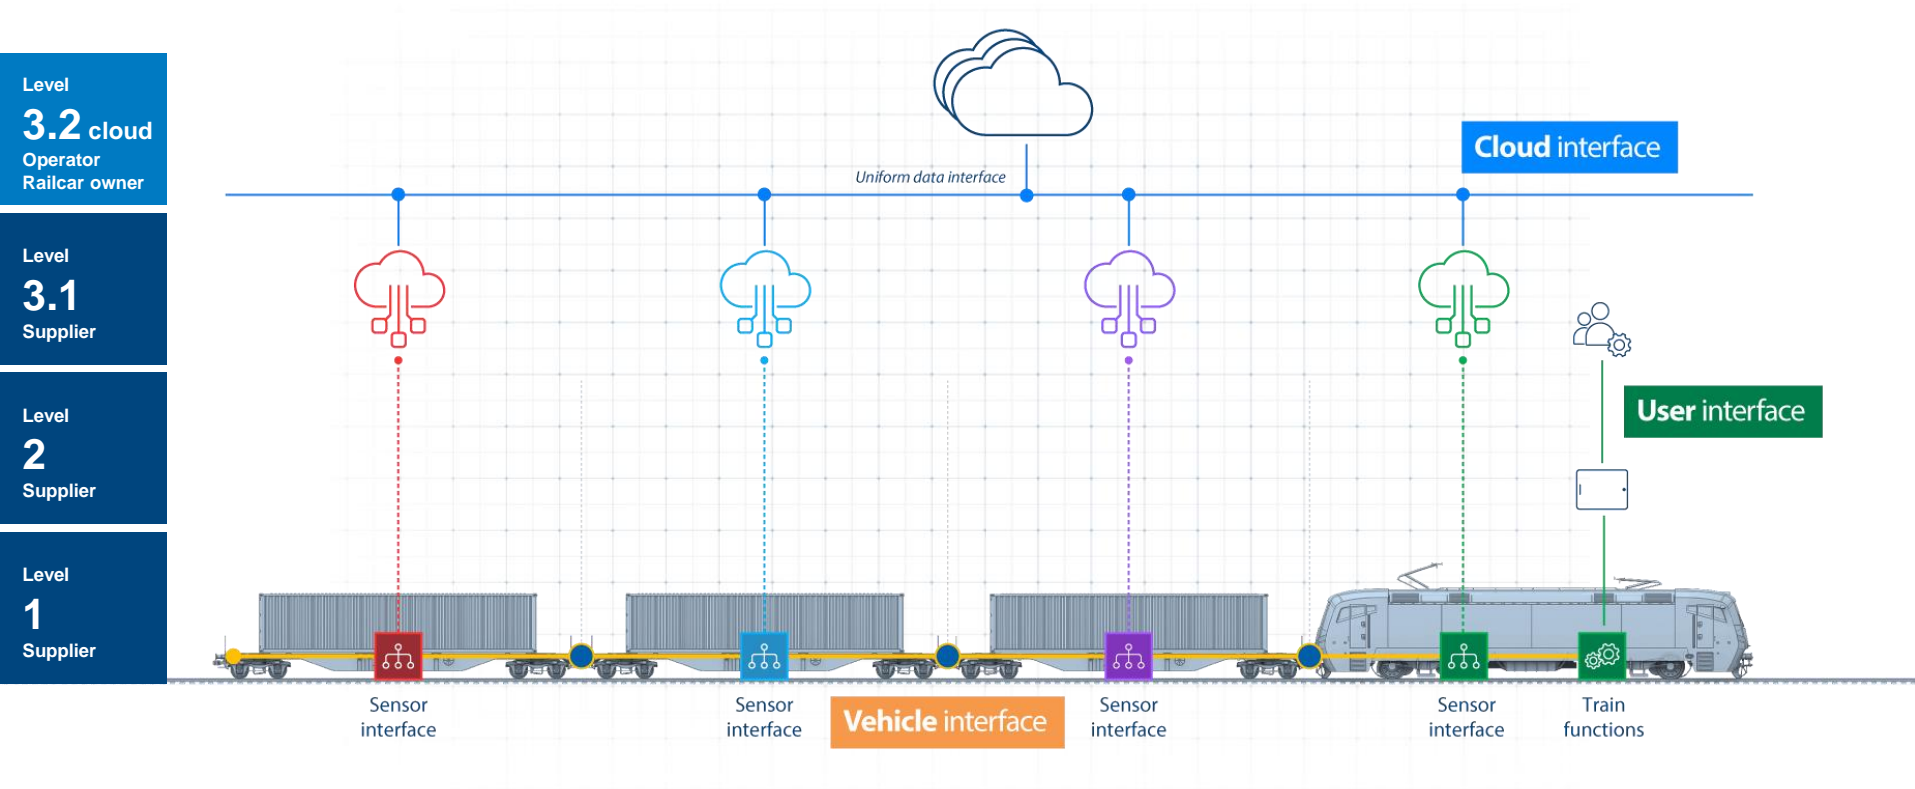 Level
3.2 cloud
Operator
Railcar owner
Level
3.1
Supplier
Level
2
Supplier
Level
1
Supplier
Uniform data interface
Cloud interface
User interface
Sensor
interface
Sensor
interface
Vehicle interface
Sensor
interface
Sensor
interface
Train
functions